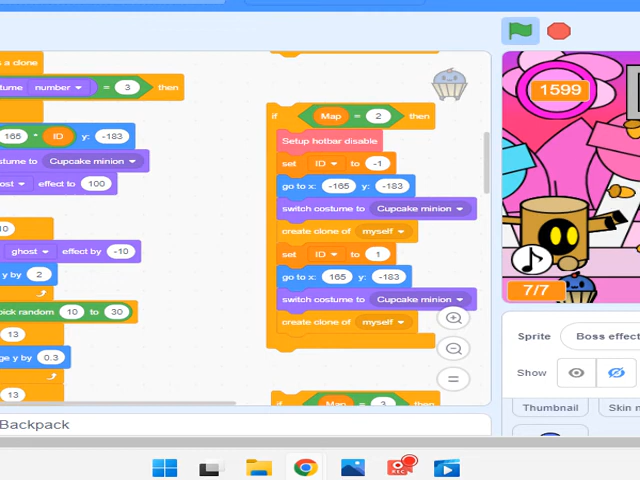 s a clone
tume number = 3 then
165 * ID y: -183
ostume to Cupcake minion
ost effect to 100
10
ghost effect by -10
y by 2
pick random 10 to 30
13
ge y by 0.3
13
if Map = 2 then
Setup hotbar disable
set ID to -1
go to x: -165 y: -183
switch costume to Cupcake minion
create clone of myself
set ID to 1
go to x: 165 y: -183
switch costume to Cupcake minion
create clone of myself
if Map = 3 then
Backpack
1599
7/7
Sprite Boss effect
Show
Thumbnail
Skin n
REC